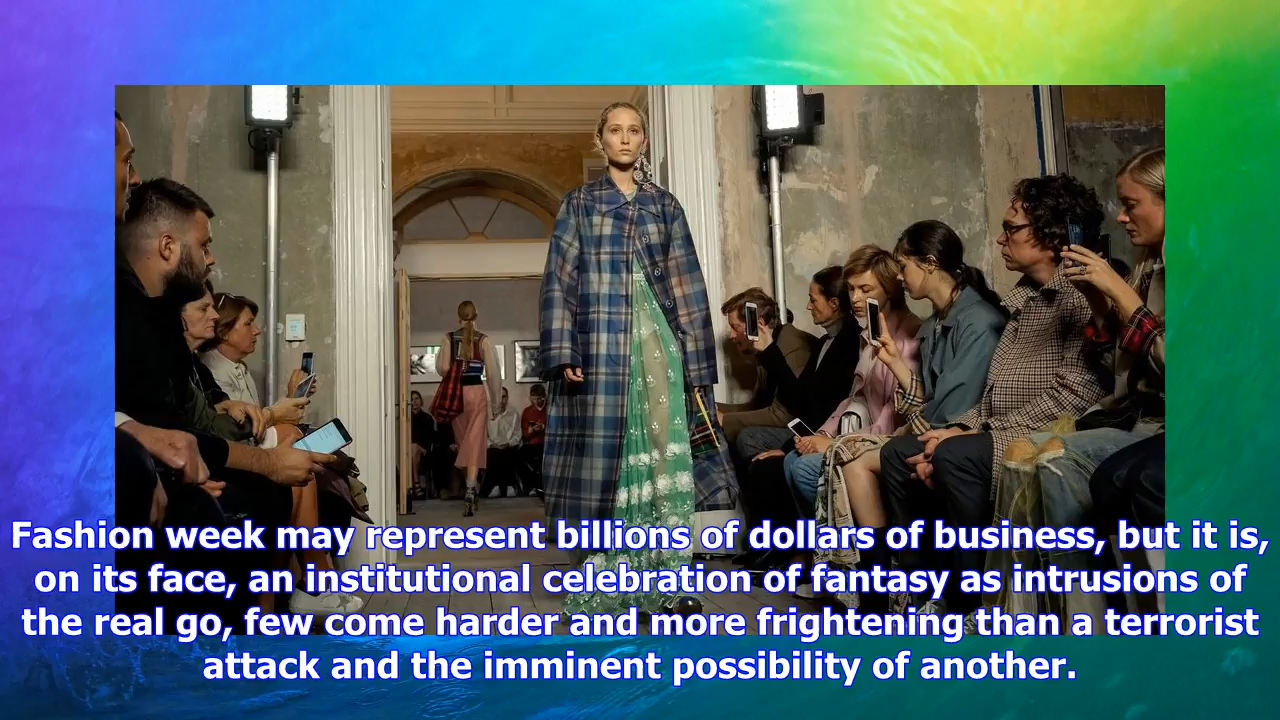 Fashion week may represent billions of dollars of business, but it is,
on its face, an institutional celebration of fantasy as intrusions of
the real go, few come harder and more frightening than a terrorist
attack and the imminent possibility of another.